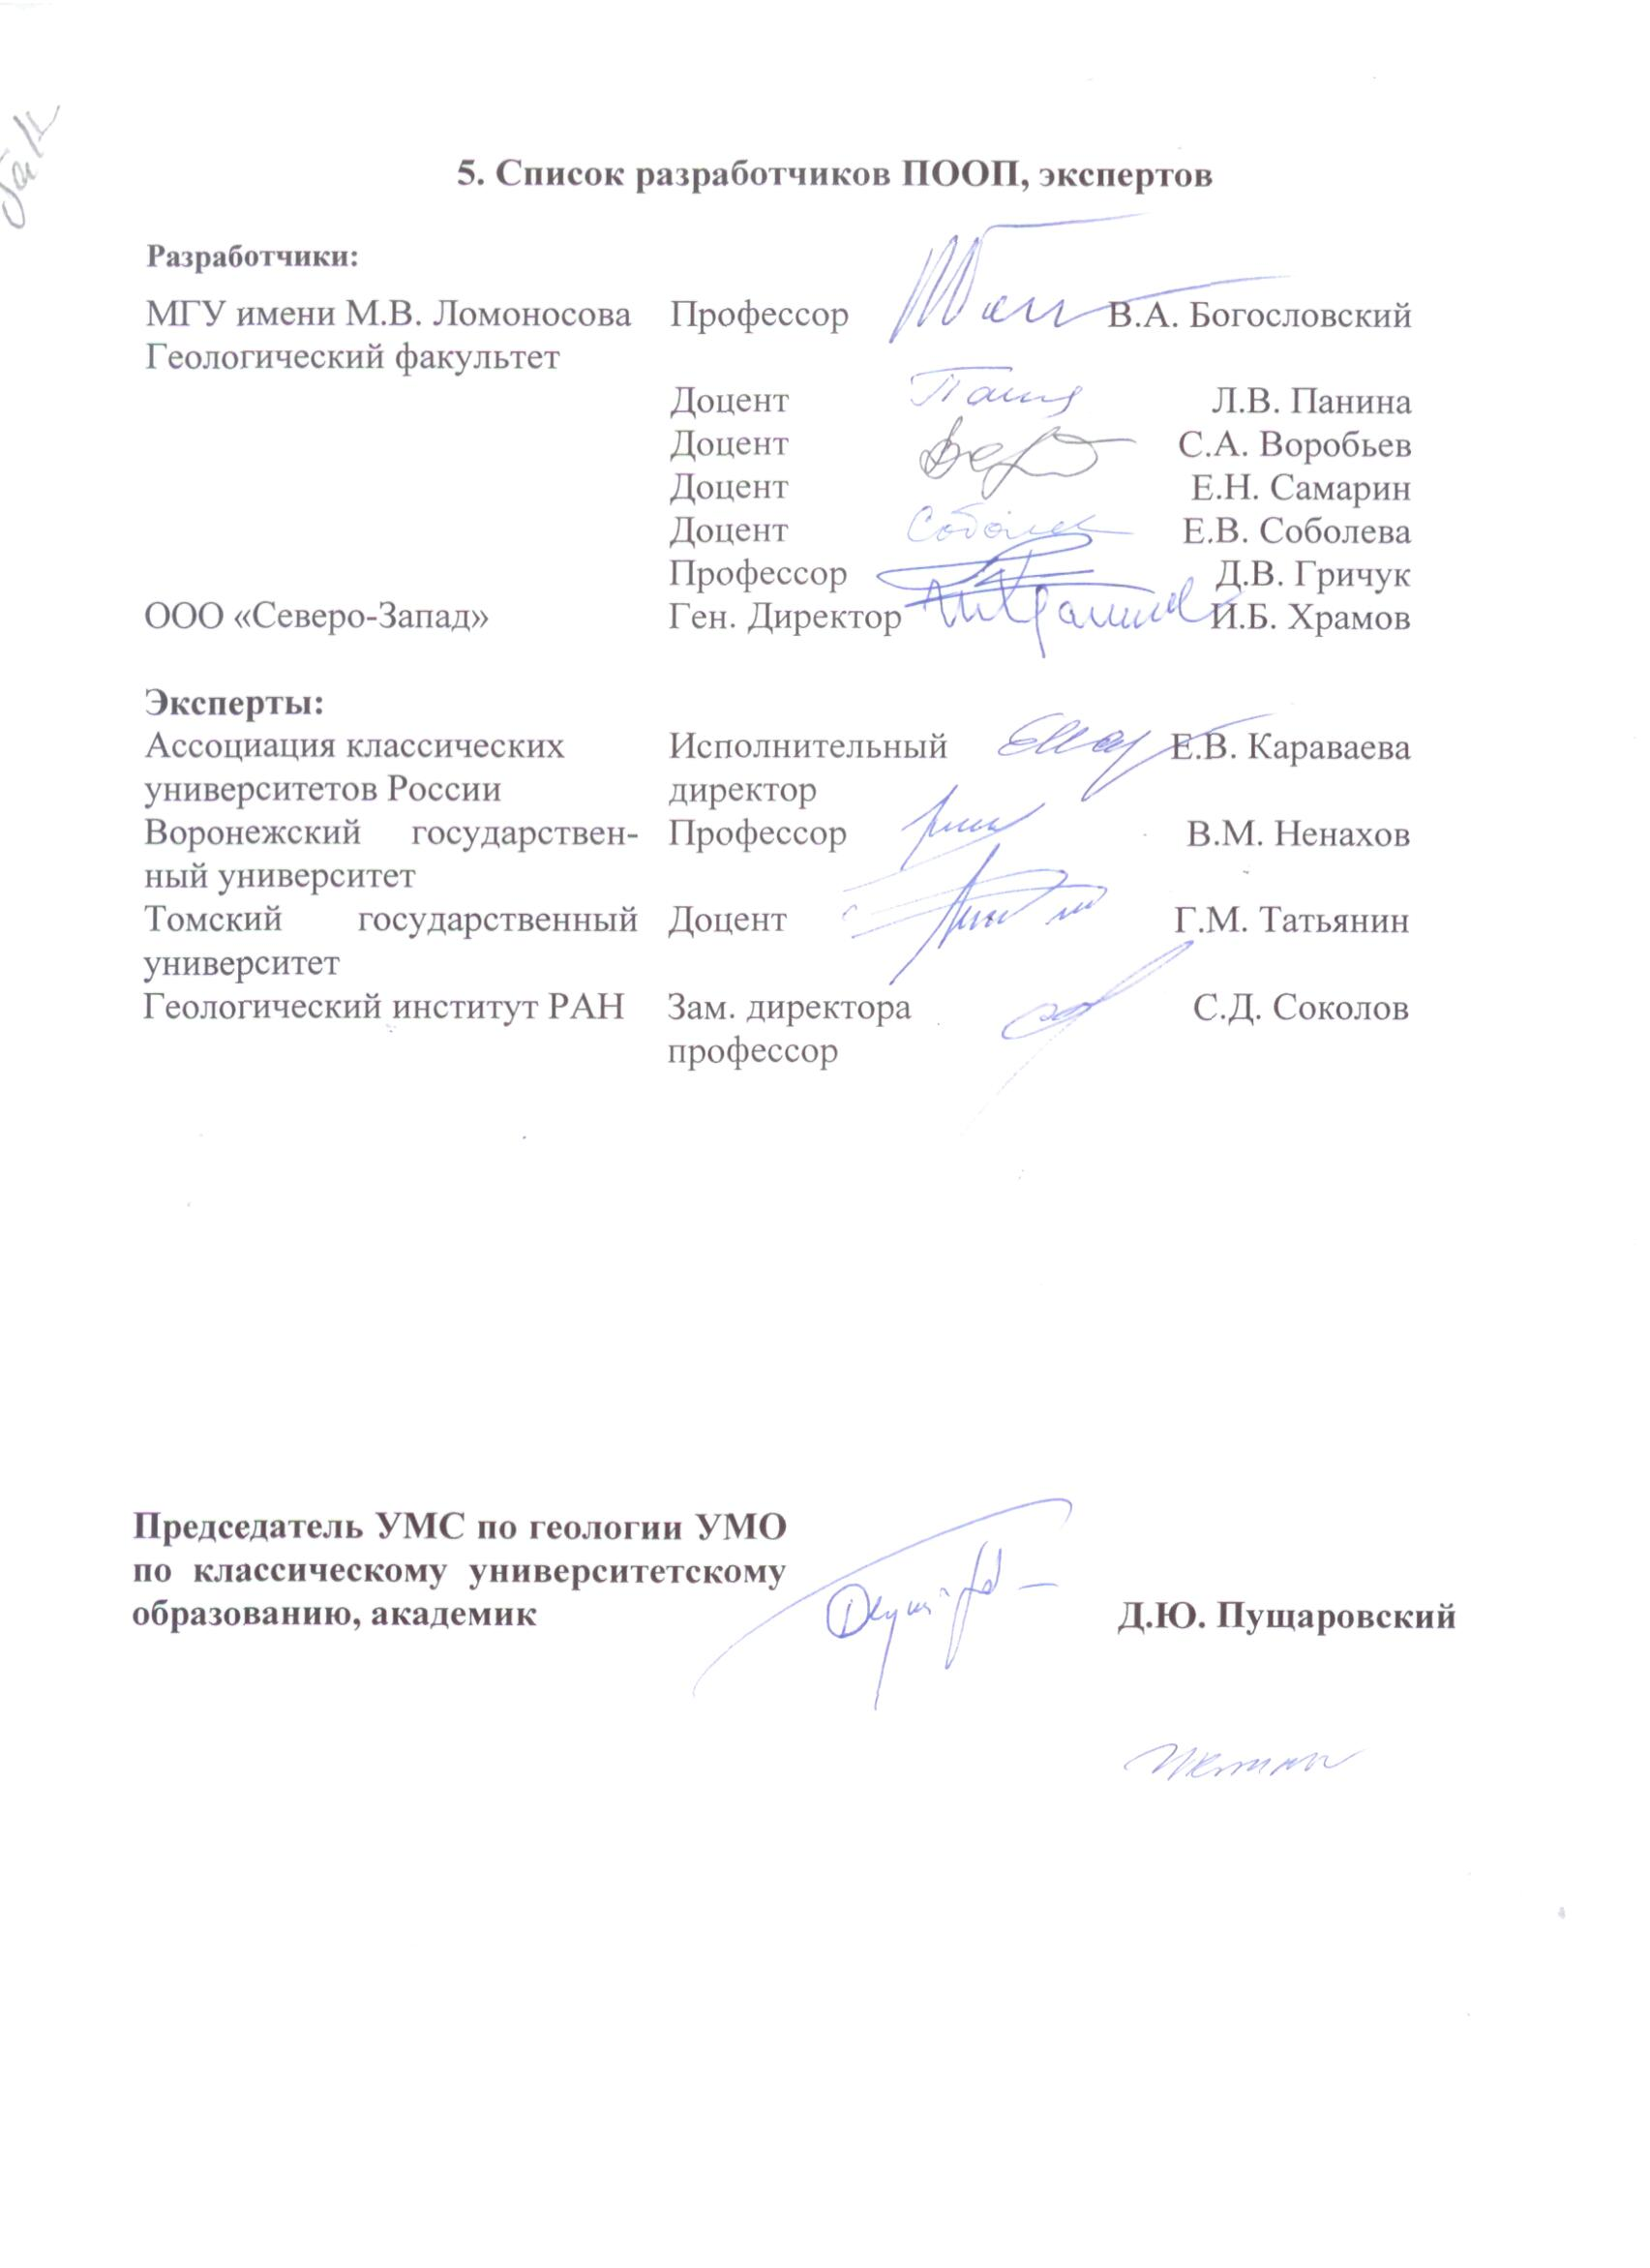 5. Список разработчиков ПООП, экспертов
Разработчики:
МГУ имени М.В. Ломоносова Профессор В.А. Богословский
Геологический факультет
Доцент Л.В. Панина
Доцент С.А. Воробьев
Доцент Е.Н. Самарин
Доцент Е.В. Соболева
Профессор Д.В. Гричук
ООО «Северо-Запад» Ген. Директор И.Б. Храмов
Эксперты:
Ассоциация классических Исполнительный Е.В. Караваева
университетов России директор
Воронежский государствен- Профессор В.М. Ненахов
ный университет
Томский государственный Доцент Г.М. Татьянин
университет
Геологический институт РАН Зам. директора С.Д. Соколов
профессор
Председатель УМС по геологии УМО
по классическому университетскому
образованию, академик Д.Ю. Пущаровский